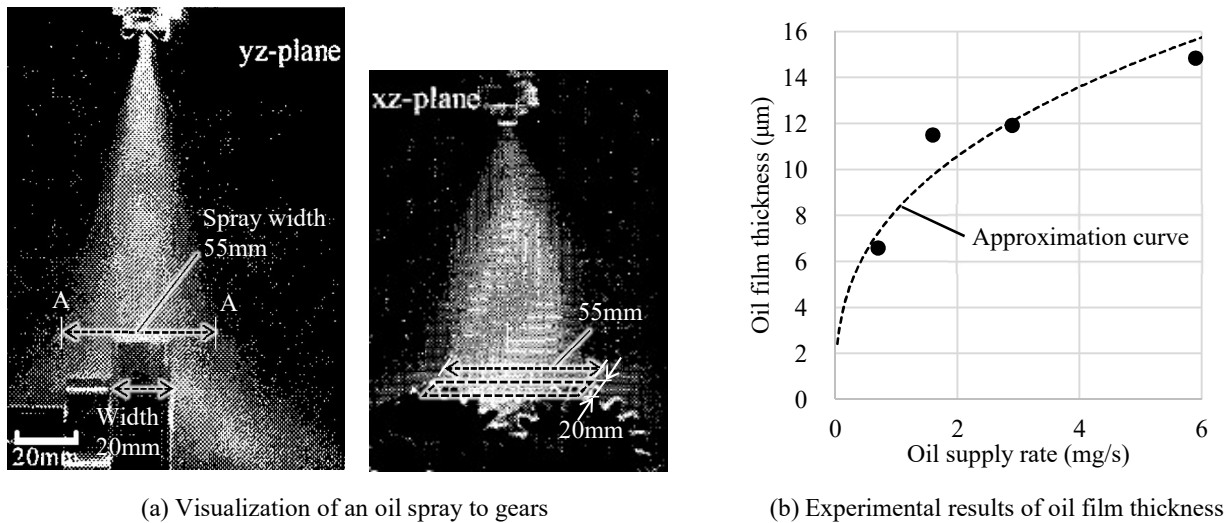 yz-plane
Spray width
55mm
A
A
Width
20mm
20mm
xz-plane
55mm
20mm
(a) Visualization of an oil spray to gears
Oil film thickness (μm)
16
14
12
10
8
6
4
2
0
Approximation curve
0
2
4
6
Oil supply rate (mg/s)
(b) Experimental results of oil film thickness